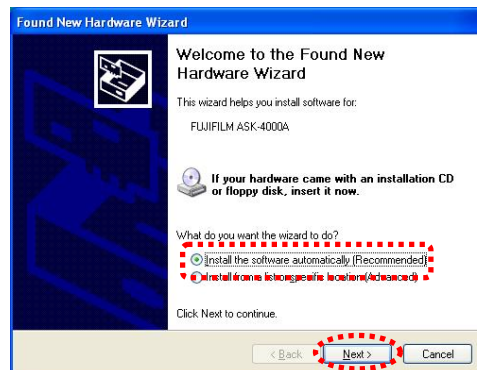 Found New Hardware Wizard
Welcome to the Found New
Hardware Wizard
This wizard helps you install software for:
FUJIFILM ASK-4000A
If your hardware came with an installation CD
or floppy disk, insert it now.
What do you want the wizard to do?
Install the software automatically (Recommended)
Install from a list or specific location (Advanced)
Click Next to continue.
< Back
Next >
Cancel